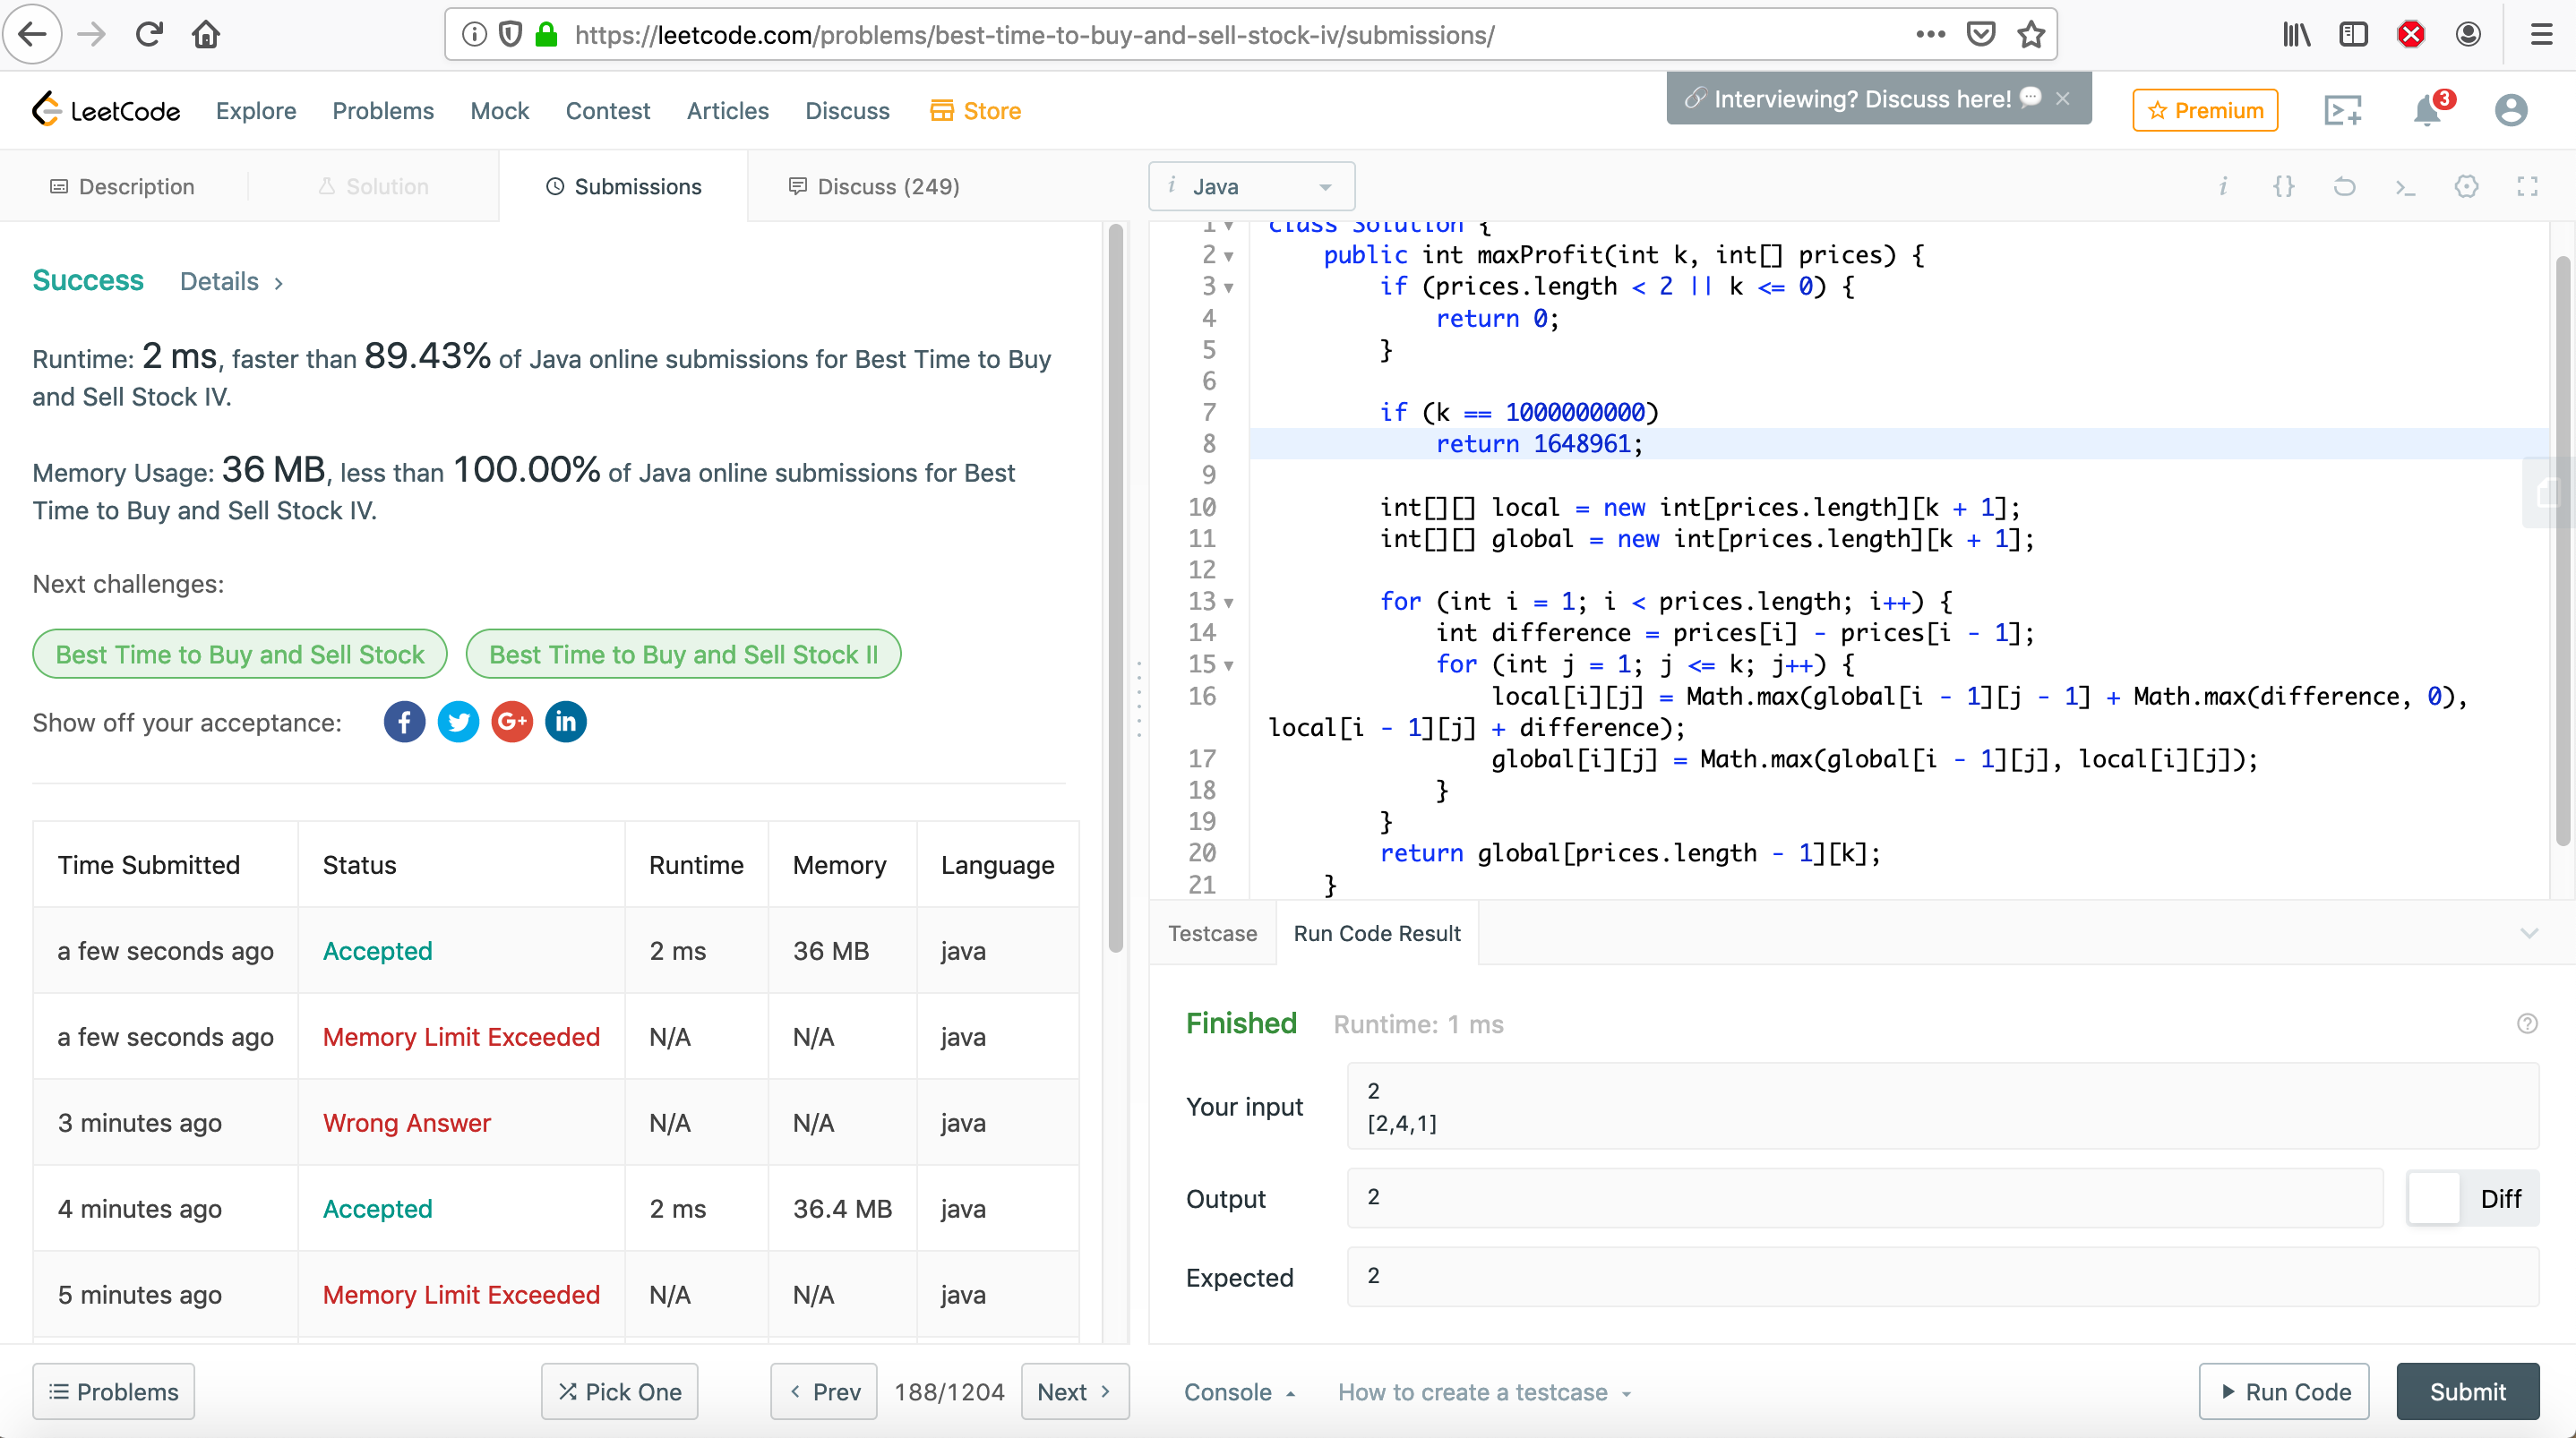 https://leetcode.com/problems/best-time-to-buy-and-sell-stock-iv/submissions/
LeetCode Explore Problems Mock Contest Articles Discuss Store Interviewing? Discuss here! 💬 Premium 3
Description Solution Submissions Discuss (249)
Success Details
Runtime: 2 ms, faster than 89.43% of Java online submissions for Best Time to Buy
and Sell Stock IV.
Memory Usage: 36 MB, less than 100.00% of Java online submissions for Best
Time to Buy and Sell Stock IV.
Next challenges:
Best Time to Buy and Sell Stock Best Time to Buy and Sell Stock II
Show off your acceptance: f G+ in
Time Submitted Status Runtime Memory Language
a few seconds ago Accepted 2 ms 36 MB java
a few seconds ago Memory Limit Exceeded N/A N/A java
3 minutes ago Wrong Answer N/A N/A java
4 minutes ago Accepted 2 ms 36.4 MB java
5 minutes ago Memory Limit Exceeded N/A N/A java
Problems Pick One Prev 188/1204 Next
i Java i {}
1 class Solution {
2 public int maxProfit(int k, int[] prices) {
3 if (prices.length < 2 || k <= 0) {
4 return 0;
5 }
6
7 if (k == 1000000000)
8 return 1648961;
9
10 int[][] local = new int[prices.length][k + 1];
11 int[][] global = new int[prices.length][k + 1];
12
13 for (int i = 1; i < prices.length; i++) {
14 int difference = prices[i] - prices[i - 1];
15 for (int j = 1; j <= k; j++) {
16 local[i][j] = Math.max(global[i - 1][j - 1] + Math.max(difference, 0),
local[i - 1][j] + difference);
17 global[i][j] = Math.max(global[i - 1][j], local[i][j]);
18 }
19 }
20 return global[prices.length - 1][k];
21 }
Testcase Run Code Result
Finished Runtime: 1 ms
Your input
2
[2,4,1]
Output 2 Diff
Expected 2
Console How to create a testcase Run Code Submit